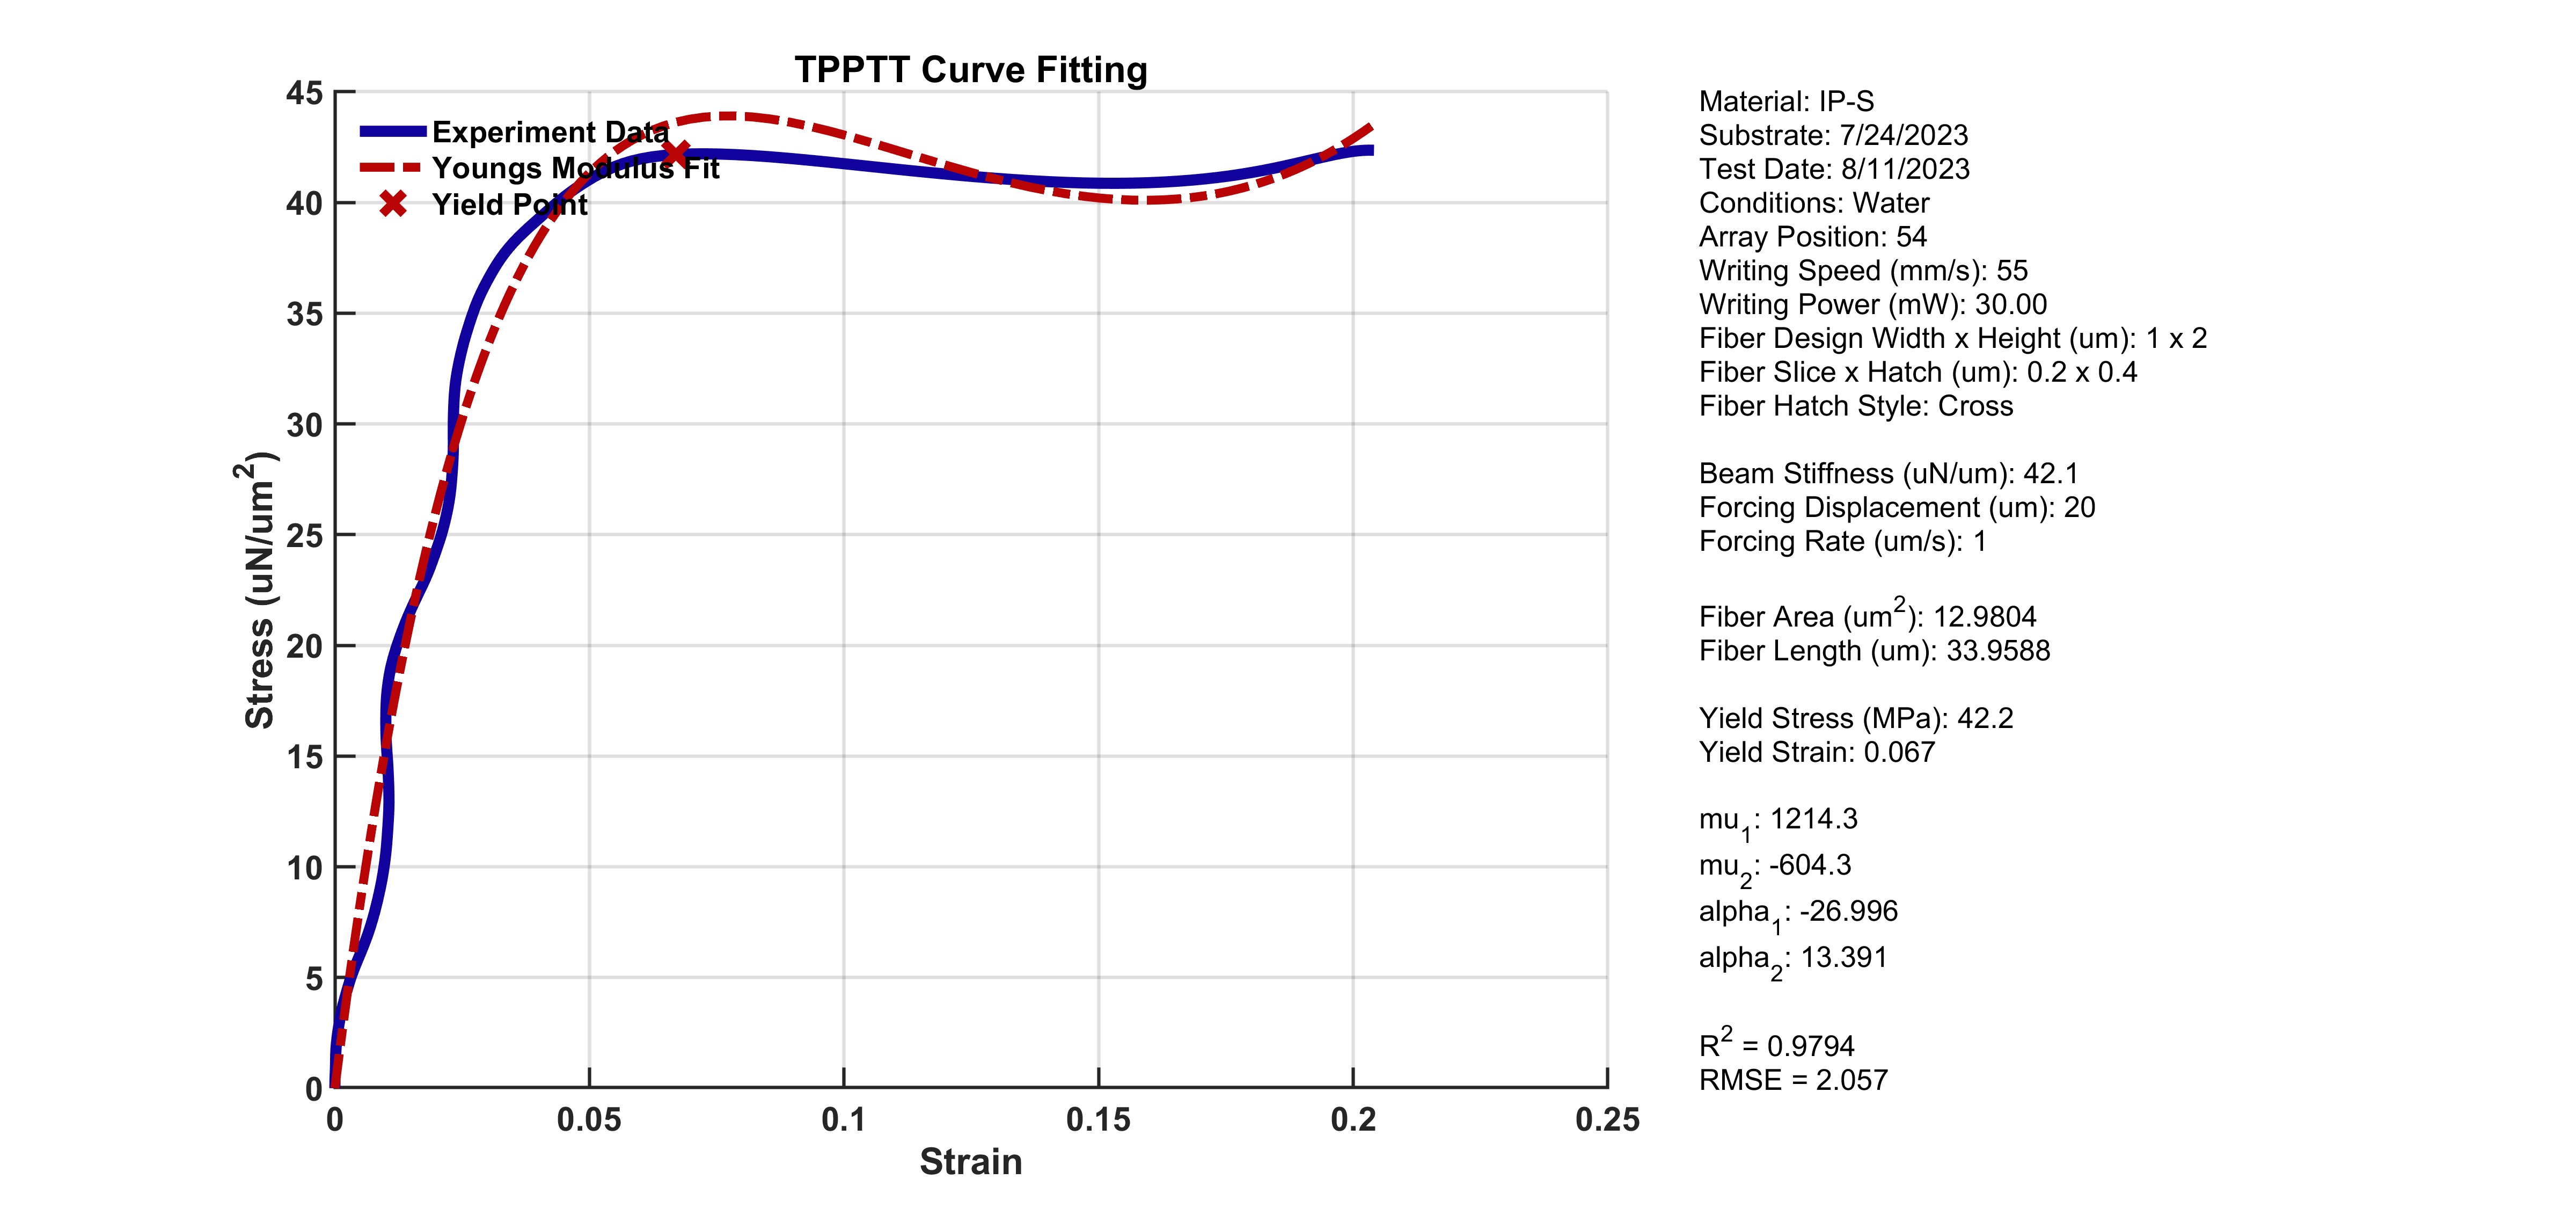 TPPTT Curve Fitting
45
40
35
30
25
20
15
10
5
0
Stress (uN/um²)
Experiment Data
Youngs Modulus Fit
Yield Point
0 0.05 0.1 0.15 0.2 0.25
Strain
Material: IP-S
Substrate: 7/24/2023
Test Date: 8/11/2023
Conditions: Water
Array Position: 54
Writing Speed (mm/s): 55
Writing Power (mW): 30.00
Fiber Design Width x Height (um): 1 x 2
Fiber Slice x Hatch (um): 0.2 x 0.4
Fiber Hatch Style: Cross
Beam Stiffness (uN/um): 42.1
Forcing Displacement (um): 20
Forcing Rate (um/s): 1
Fiber Area (um²): 12.9804
Fiber Length (um): 33.9588
Yield Stress (MPa): 42.2
Yield Strain: 0.067
mu₁: 1214.3
mu₂: -604.3
alpha₁: -26.996
alpha₂: 13.391
R² = 0.9794
RMSE = 2.057